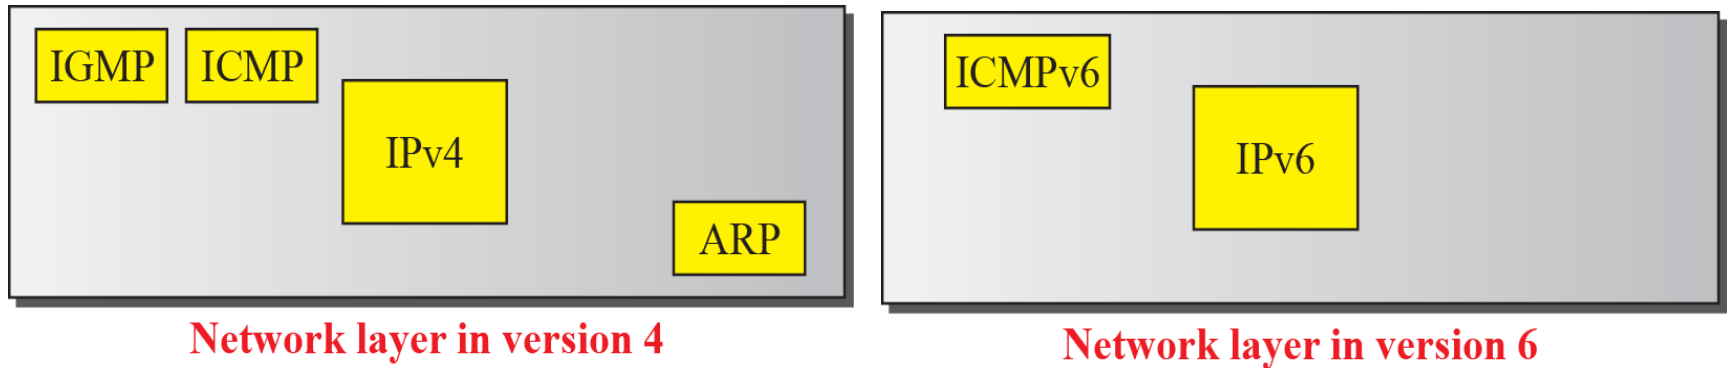 IGMP
ICMP
IPv4
ARP
Network layer in version 4
ICMPv6
IPv6
Network layer in version 6